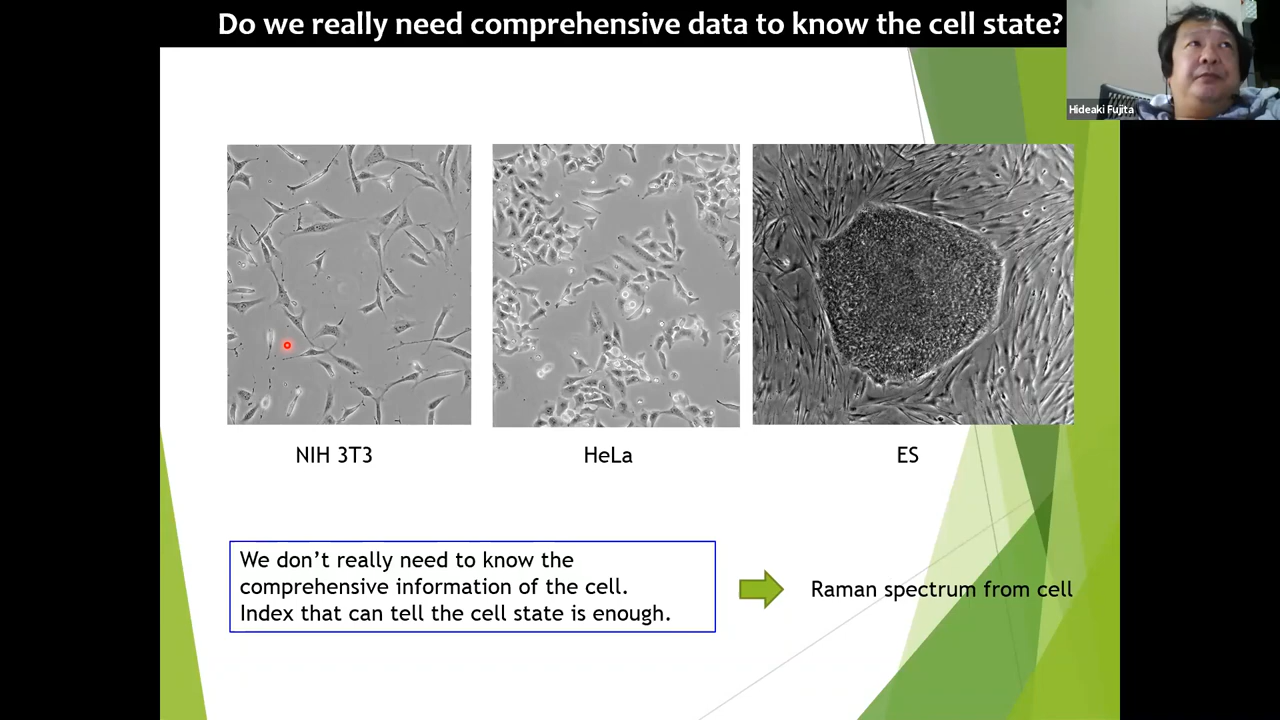 Do we really need comprehensive data to know the cell state?
Hideaki Fujita
NIH 3T3
HeLa
ES
We don't really need to know the
comprehensive information of the cell.
Index that can tell the cell state is enough.
Raman spectrum from cell